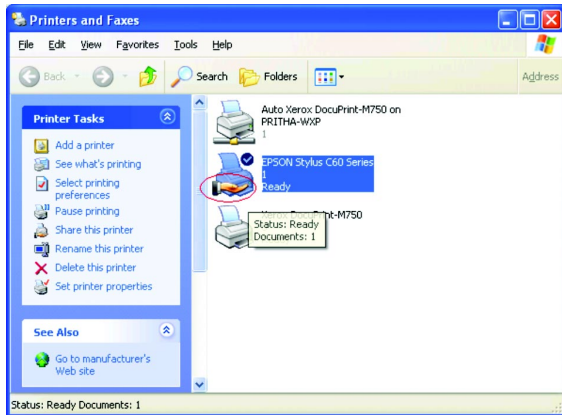 Printers and Faxes
File Edit View Favorites Tools Help
Back Search Folders Address
Printer Tasks
Add a printer
See what's printing
Select printing
preferences
Pause printing
Share this printer
Rename this printer
Delete this printer
Set printer properties
See Also
Go to manufacturer's
Web site
Auto Xerox DocuPrint-M750 on
PRITHA-WXP
1
EPSON Stylus C60 Series
1
Ready
Xerox DocuPrint-M750
Status: Ready
Documents: 1
Status: Ready Documents: 1